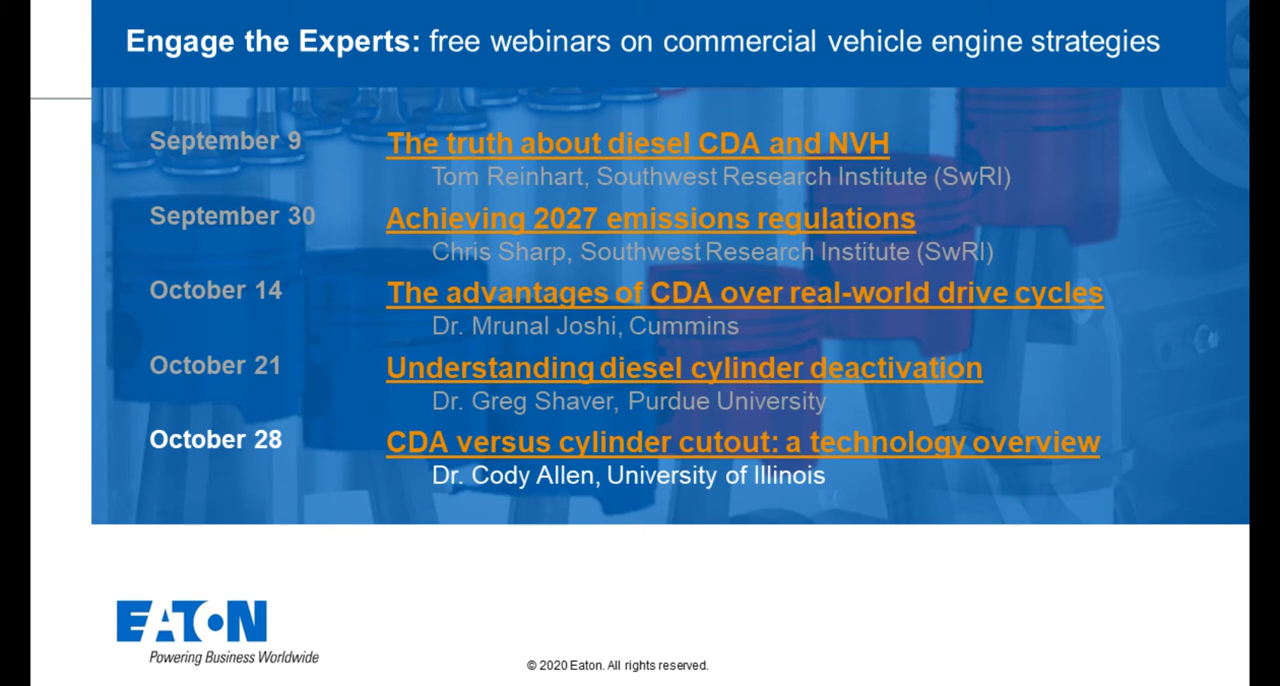 Engage the Experts: free webinars on commercial vehicle engine strategies
September 9
The truth about diesel CDA and NVH
Tom Reinhart, Southwest Research Institute (SwRI)
September 30
Achieving 2027 emissions regulations
Chris Sharp, Southwest Research Institute (SwRI)
October 14
The advantages of CDA over real-world drive cycles
Dr. Mrunal Joshi, Cummins
October 21
Understanding diesel cylinder deactivation
Dr. Greg Shaver, Purdue University
October 28
CDA versus cylinder cutout: a technology overview
Dr. Cody Allen, University of Illinois
EATON
Powering Business Worldwide
© 2020 Eaton. All rights reserved.